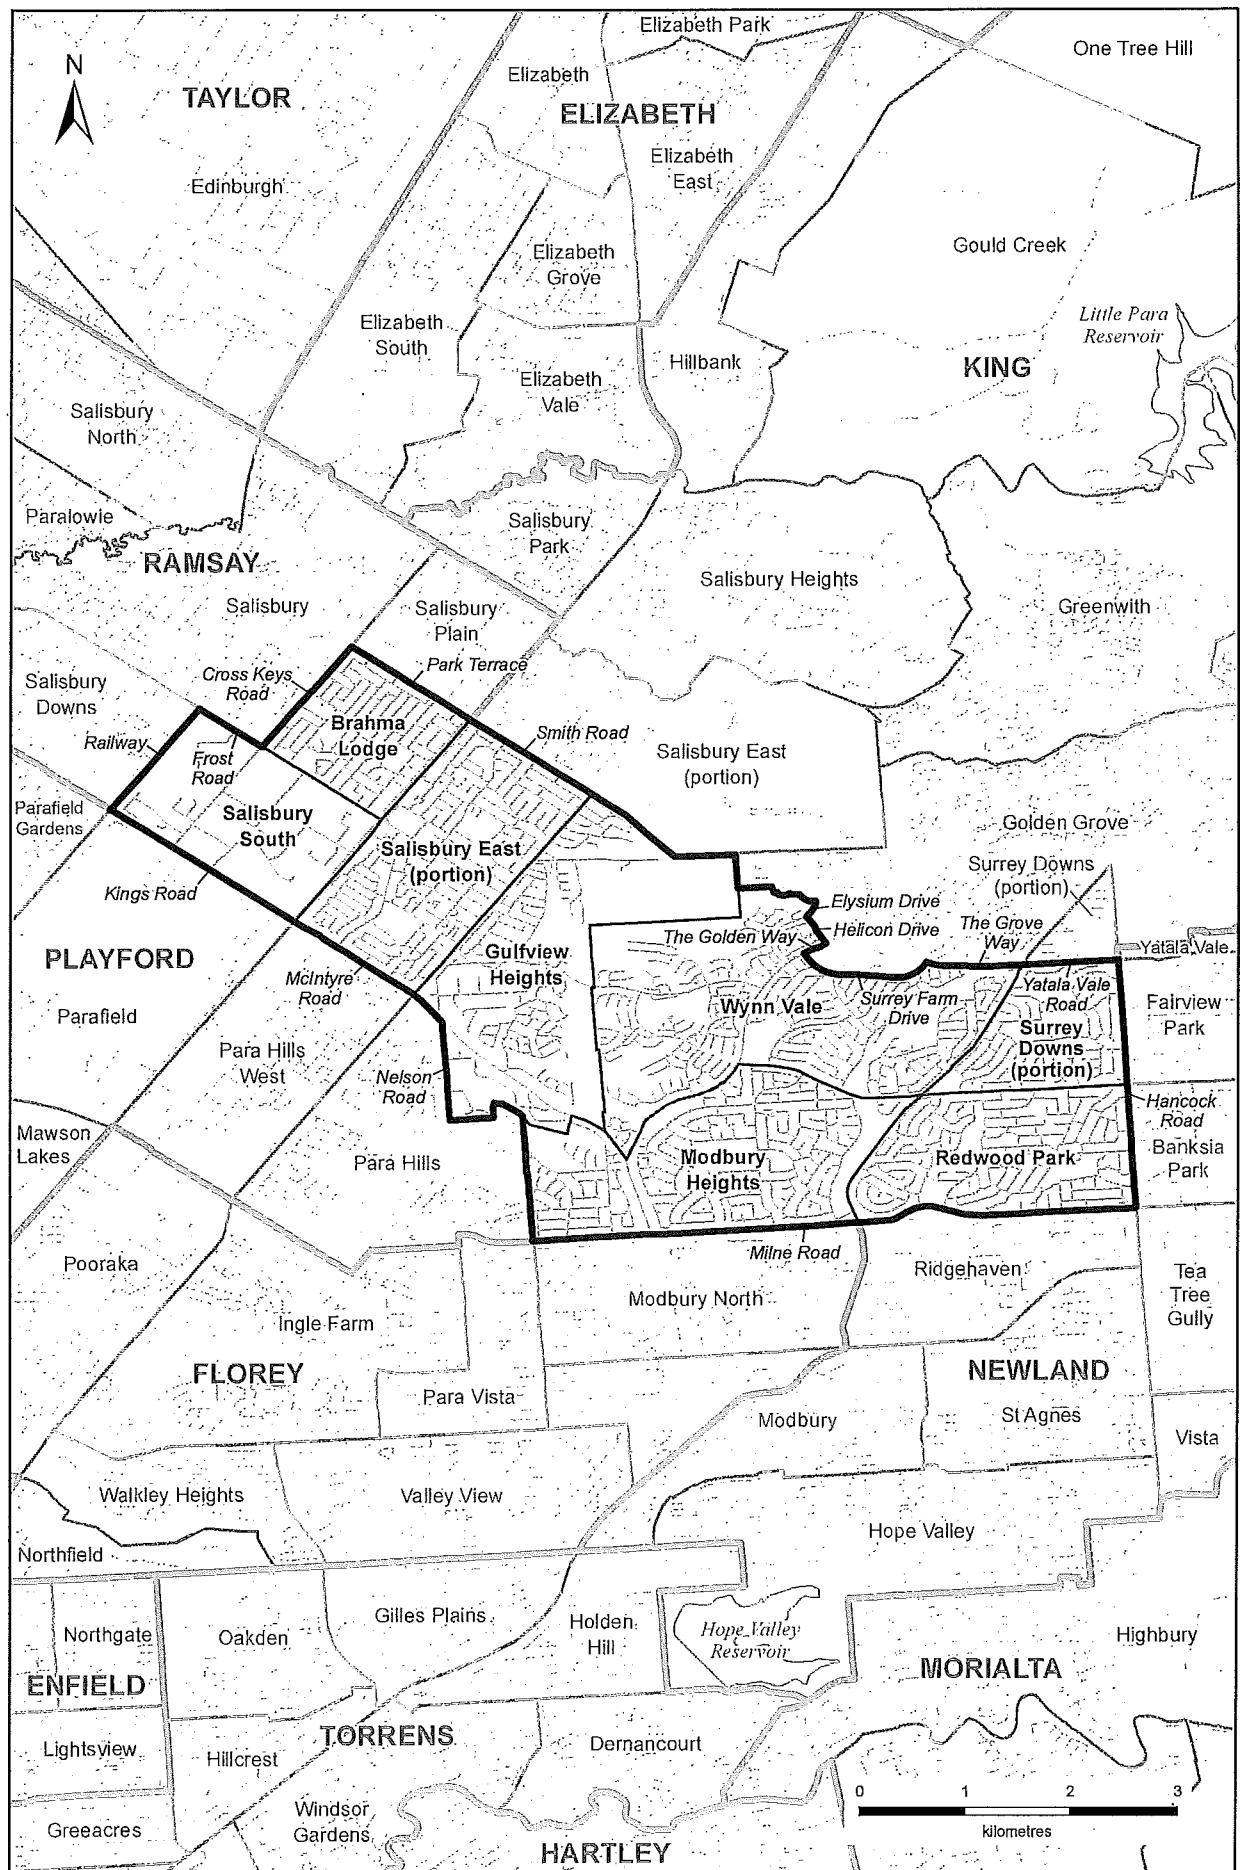 Elizabeth Park
One Tree Hill
N
TAYLOR
Elizabeth
ELIZABETH
Elizabeth
East
Edinburgh
Gould Creek
Elizabeth
Grove
Little Para
Reservoir
Elizabeth
South
Hillbank
KING
Elizabeth
Vale
Salisbury
North
Paralowie
Salisbury
Park
RAMSAY
Salisbury Heights
Salisbury
Salisbury
Plain
Greenwith
Cross Keys
Road
Park Terrace
Salisbury
Downs
Brahma
Lodge
Smith Road
Railway
Frost
Road
Salisbury East
(portion)
Parafield
Gardens
Salisbury
South
Golden Grove
Salisbury East
(portion)
Surrey Downs
(portion)
Kings Road
Elysium Drive
Helicon Drive
The Grove
Way
The Golden Way
Yatala Vale
PLAYFORD
Gulfview
Heights
McIntyre
Road
Wynn Vale
Surrey Farm
Drive
Yatala Vale
Road
Fairview
Park
Parafield
Surrey
Downs
(portion)
Para Hills
West
Nelson
Road
Hancock
Road
Mawson
Lakes
Para Hills
Modbury
Heights
Redwood Park
Banksia
Park
Milne Road
Pooraka
Ridgehaven
Tea
Tree
Gully
Modbury North
Ingle Farm
FLOREY
NEWLAND
Para Vista
Modbury
St Agnes
Vista
Walkley Heights
Valley View
Hope Valley
Northfield
Gilles Plains
Holden
Hill
Hope Valley
Reservoir
Northgate
Oakden
Highbury
ENFIELD
MORIALTA
TORRENS
Lightsview
Hillcrest
Dernancourt
0 1 2 3
kilometres
Windsor
Gardens
Greeacres
HARTLEY